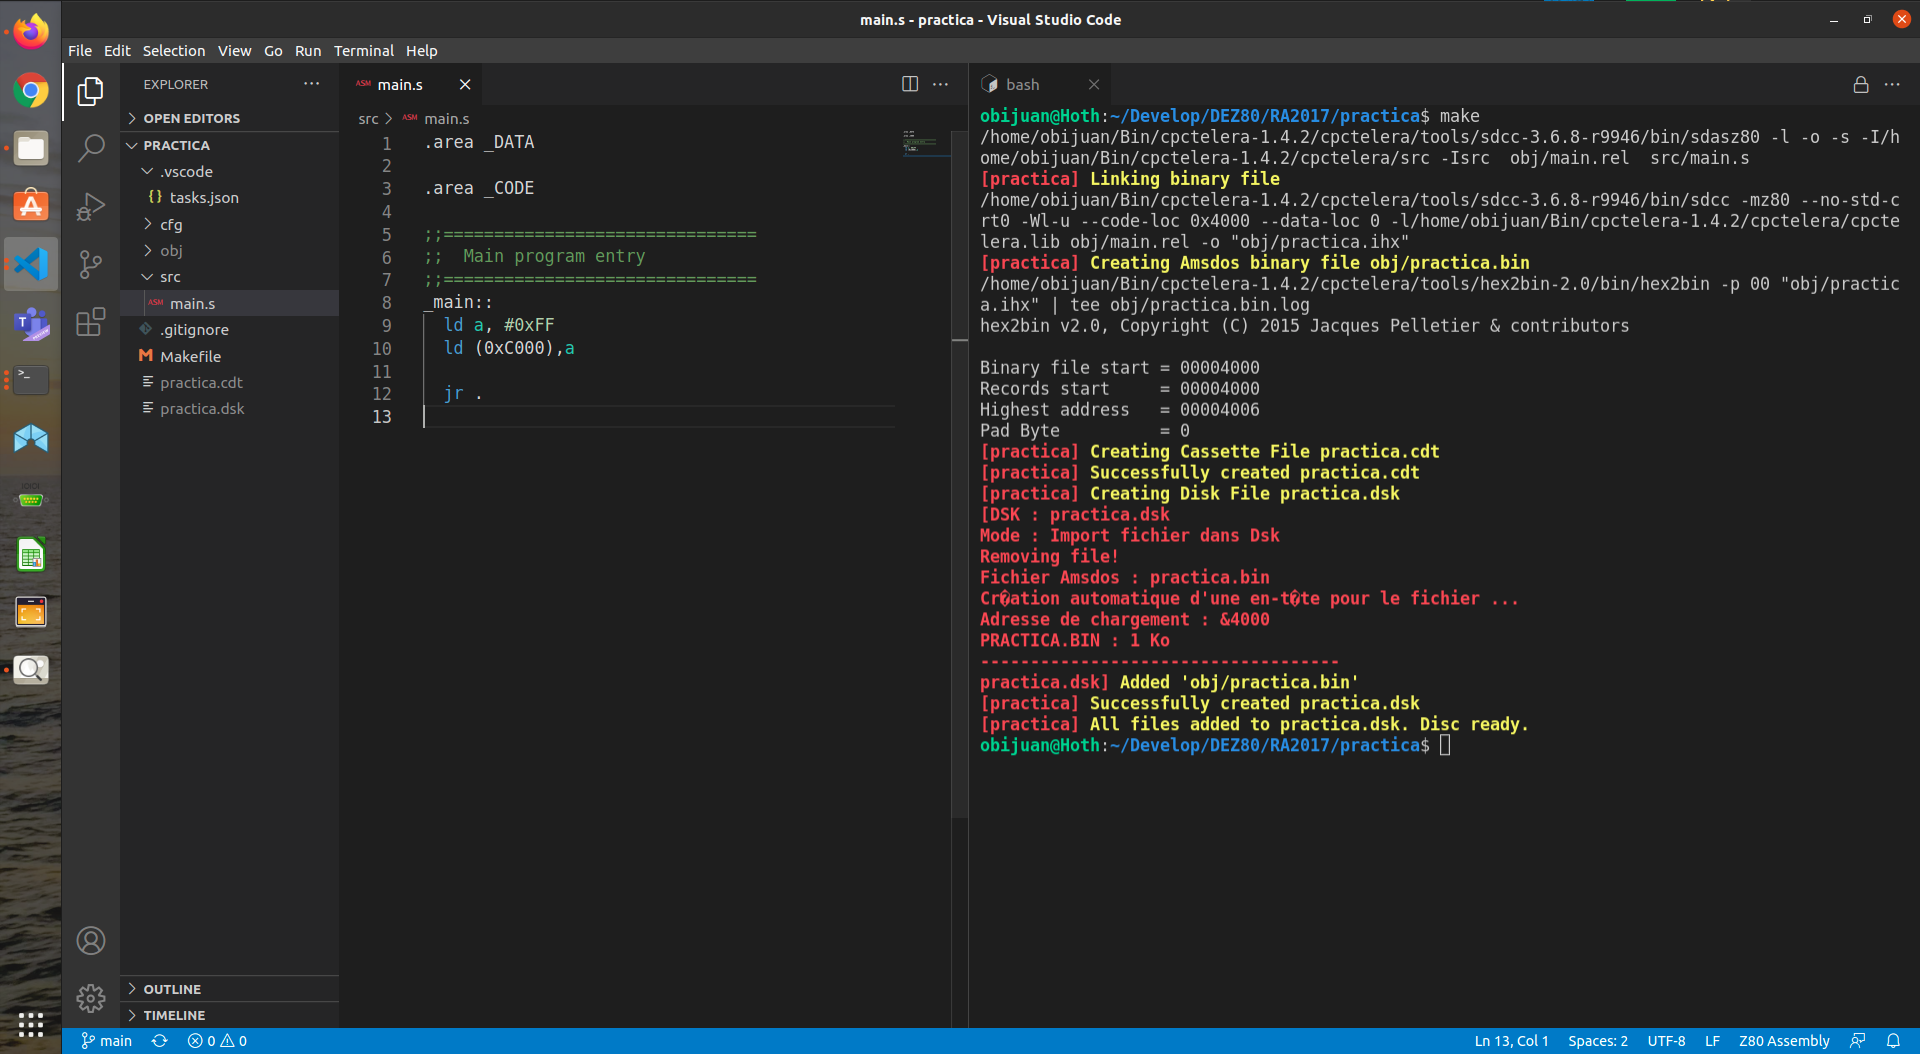 main.s - practica - Visual Studio Code
File Edit Selection View Go Run Terminal Help
EXPLORER
OPEN EDITORS
PRACTICA
.vscode
{} tasks.json
cfg
obj
src
ASM main.s
.gitignore
M Makefile
practica.cdt
practica.dsk
OUTLINE
TIMELINE
ASM main.s
src > ASM main.s
1 .area _DATA
2
3 .area _CODE
4
5 ;;===============================
6 ;;  Main program entry
7 ;;===============================
8 _main::
9   ld a, #0xFF
10   ld (0xC000),a
11
12   jr .
13
bash
obijuan@Hoth:~/Develop/DEZ80/RA2017/practica$ make
/home/obijuan/Bin/cpctelera-1.4.2/cpctelera/tools/sdcc-3.6.8-r9946/bin/sdasz80 -l -o -s -I/h
ome/obijuan/Bin/cpctelera-1.4.2/cpctelera/src -Isrc  obj/main.rel  src/main.s
[practica] Linking binary file
/home/obijuan/Bin/cpctelera-1.4.2/cpctelera/tools/sdcc-3.6.8-r9946/bin/sdcc -mz80 --no-std-c
rt0 -Wl-u --code-loc 0x4000 --data-loc 0 -l/home/obijuan/Bin/cpctelera-1.4.2/cpctelera/cpcte
lera.lib obj/main.rel -o "obj/practica.ihx"
[practica] Creating Amsdos binary file obj/practica.bin
/home/obijuan/Bin/cpctelera-1.4.2/cpctelera/tools/hex2bin-2.0/bin/hex2bin -p 00 "obj/practic
a.ihx" | tee obj/practica.bin.log
hex2bin v2.0, Copyright (C) 2015 Jacques Pelletier & contributors
Binary file start = 00004000
Records start     = 00004000
Highest address   = 00004006
Pad Byte          = 0
[practica] Creating Cassette File practica.cdt
[practica] Successfully created practica.cdt
[practica] Creating Disk File practica.dsk
[DSK : practica.dsk
Mode : Import fichier dans Dsk
Removing file!
Fichier Amsdos : practica.bin
Cr�ation automatique d'une en-t�te pour le fichier ...
Adresse de chargement : &4000
PRACTICA.BIN : 1 Ko
------------------------------------
practica.dsk] Added 'obj/practica.bin'
[practica] Successfully created practica.dsk
[practica] All files added to practica.dsk. Disc ready.
obijuan@Hoth:~/Develop/DEZ80/RA2017/practica$
main 0 0 Ln 13, Col 1 Spaces: 2 UTF-8 LF Z80 Assembly